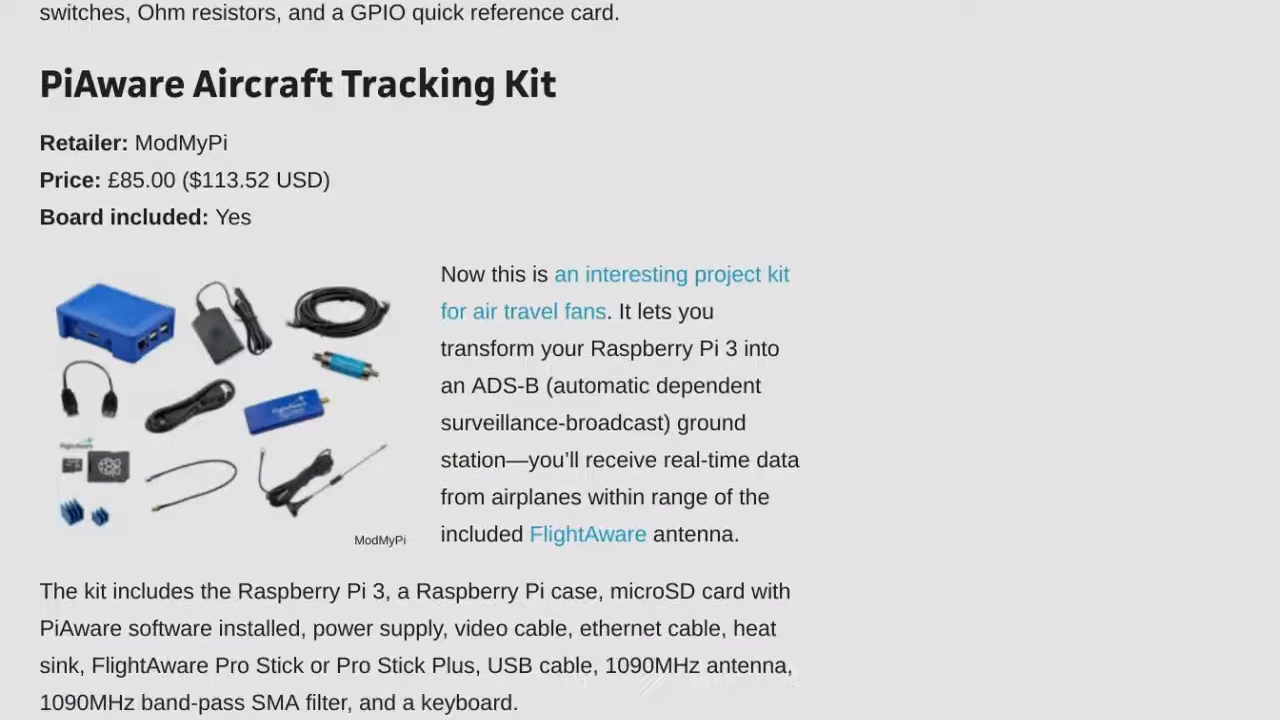 switches, Ohm resistors, and a GPIO quick reference card.
PiAware Aircraft Tracking Kit
Retailer: ModMyPi
Price: £85.00 ($113.52 USD)
Board included: Yes
Now this is an interesting project kit
for air travel fans. It lets you
transform your Raspberry Pi 3 into
an ADS-B (automatic dependent
surveillance-broadcast) ground
station—you’ll receive real-time data
from airplanes within range of the
included FlightAware antenna.
FlightAware
FlightAware
ModMyPi
The kit includes the Raspberry Pi 3, a Raspberry Pi case, microSD card with
PiAware software installed, power supply, video cable, ethernet cable, heat
sink, FlightAware Pro Stick or Pro Stick Plus, USB cable, 1090MHz antenna,
1090MHz band-pass SMA filter, and a keyboard.